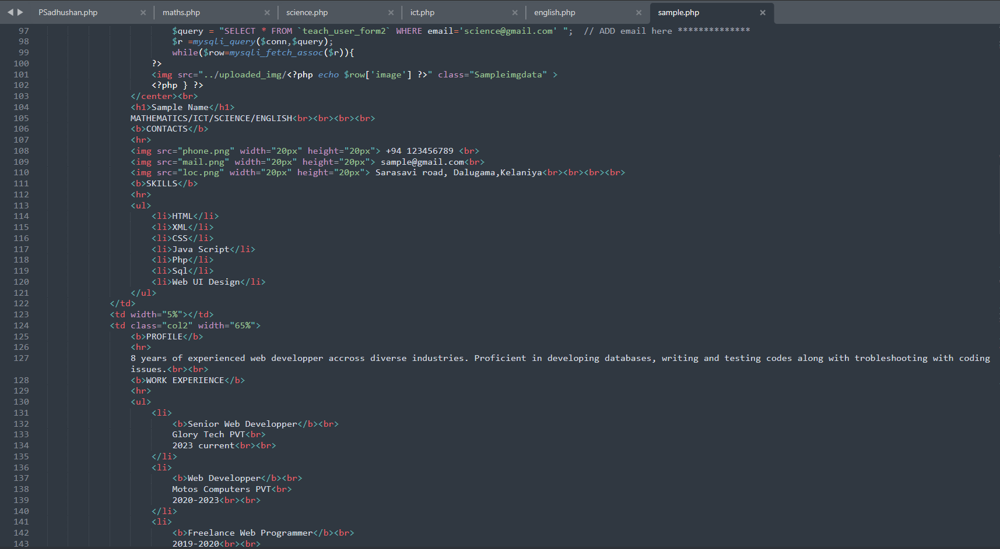 PSadhushan.php × maths.php × science.php × ict.php × english.php × sample.php ×
97 $query = "SELECT * FROM `teach_user_form2` WHERE email='science@gmail.com' ";  // ADD email here **************
98 $r =mysqli_query($conn,$query);
99 while($row=mysqli_fetch_assoc($r)){
100 ?>
101 <img src="../uploaded_img/<?php echo $row['image'] ?>" class="Sampleimgdata" >
102 <?php } ?>
103 </center><br>
104 <h1>Sample Name</h1>
105 MATHEMATICS/ICT/SCIENCE/ENGLISH<br><br><br><br>
106 <b>CONTACTS</b>
107 <hr>
108 <img src="phone.png" width="20px" height="20px"> +94 123456789 <br>
109 <img src="mail.png" width="20px" height="20px"> sample@gmail.com<br>
110 <img src="loc.png" width="20px" height="20px"> Sarasavi road, Dalugama,Kelaniya<br><br><br><br>
111 <b>SKILLS</b>
112 <hr>
113 <ul>
114 <li>HTML</li>
115 <li>XML</li>
116 <li>CSS</li>
117 <li>Java Script</li>
118 <li>Php</li>
119 <li>Sql</li>
120 <li>Web UI Design</li>
121 </ul>
122 </td>
123 <td width="5%"></td>
124 <td class="col2" width="65%">
125 <b>PROFILE</b>
126 <hr>
127 8 years of experienced web developper accross diverse industries. Proficient in developing databases, writing and testing codes along with trobleshooting with coding
issues.<br><br>
128 <b>WORK EXPERIENCE</b>
129 <hr>
130 <ul>
131 <li>
132 <b>Senior Web Developper</b><br>
133 Glory Tech PVT<br>
134 2023 current<br><br>
135 </li>
136 <li>
137 <b>Web Developper</b><br>
138 Motos Computers PVT<br>
139 2020-2023<br><br>
140 </li>
141 <li>
142 <b>Freelance Web Programmer</b><br>
143 2019-2020<br><br>